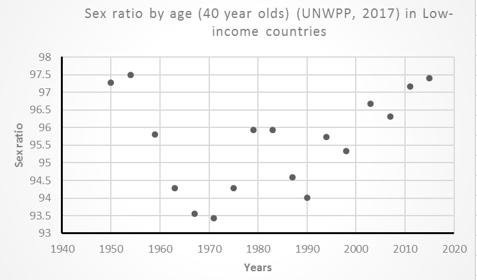 Sex ratio by age (40 year olds) (UNWPP, 2017) in Low-
income countries
98
97.5
97
96.5
96
95.5
95
94.5
94
93.5
93
Sex ratio
1940 1950 1960 1970 1980 1990 2000 2010 2020
Years